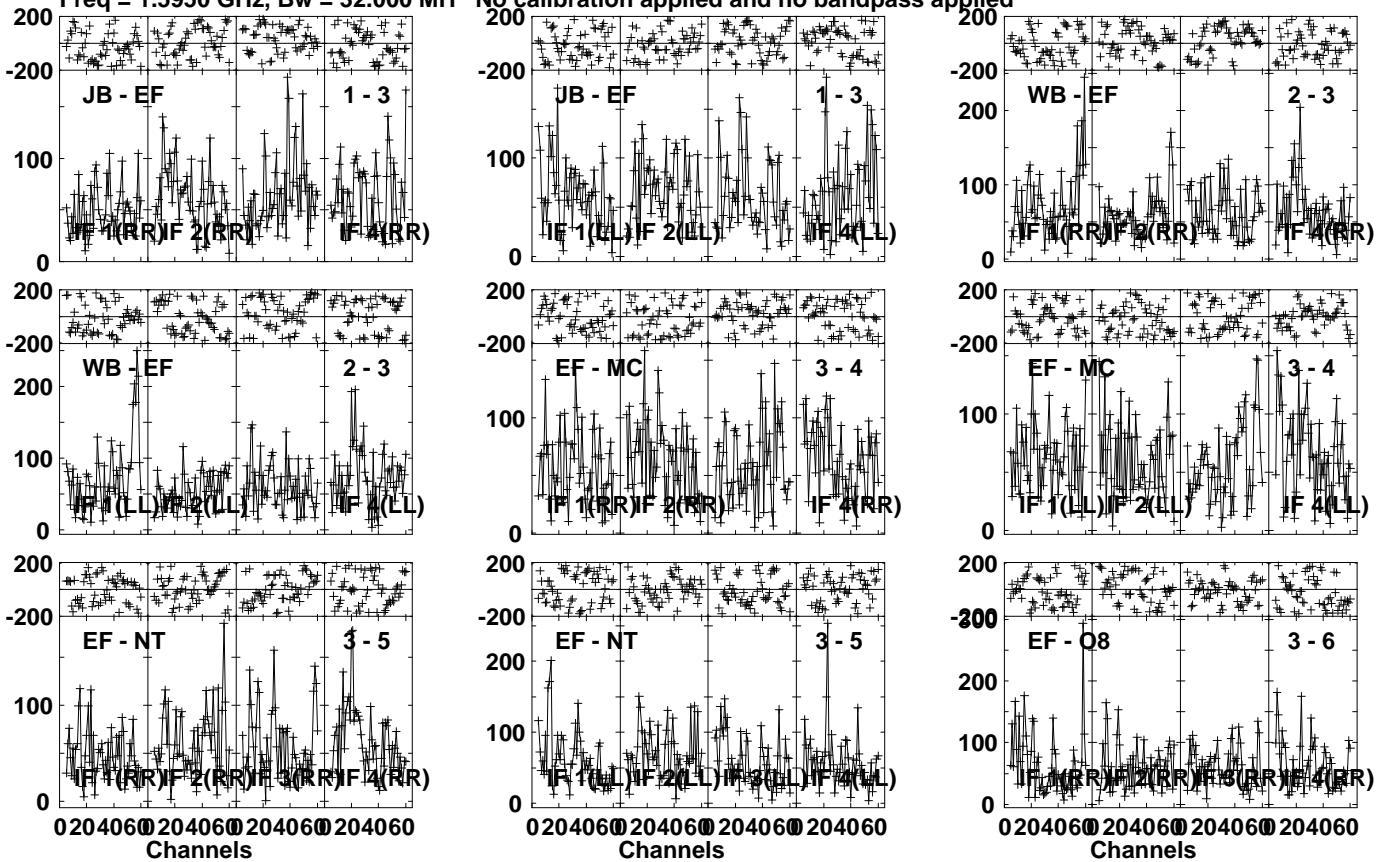 Freq = 1.5950 GHz, Bw = 32.000 MH No calibration applied and no bandpass applied
200 200 200
-200 -200 -200
JB - EF 1 - 3 JB - EF 1 - 3 WB - EF 2 - 3
200
100 100 100
IF 1(RR) IF 2(RR) IF 4(RR) IF 1(LL) IF 2(LL) IF 4(LL) IF 1(RR) IF 2(RR) IF 4(RR)
0 0 0
200 200 200
-200 -200 -200
WB - EF 2 - 3 EF - MC 3 - 4 EF - MC 3 - 4
200
100 100 100
IF 1(LL) IF 2(LL) IF 4(LL) IF 1(RR) IF 2(RR) IF 4(RR) IF 1(LL) IF 2(LL) IF 4(LL)
0 0 0
200 200 200
-200 -200 -200
300
EF - NT 3 - 5 EF - NT 3 - 5 EF - O8 3 - 6
200 200
100 100 100
IF 1(RR) IF 2(RR) IF 3(RR) IF 4(RR) IF 1(LL) IF 2(LL) IF 3(LL) IF 4(LL) IF 1(RR) IF 2(RR) IF 3(RR) IF 4(RR)
0 0 0
0 20 40 60 0 20 40 60 0 20 40 60 0 20 40 60 0 20 40 60 0 20 40 60 0 20 40 60 0 20 40 60 0 20 40 60 0 20 40 60 0 20 40 60 0 20 40 60
Channels Channels Channels